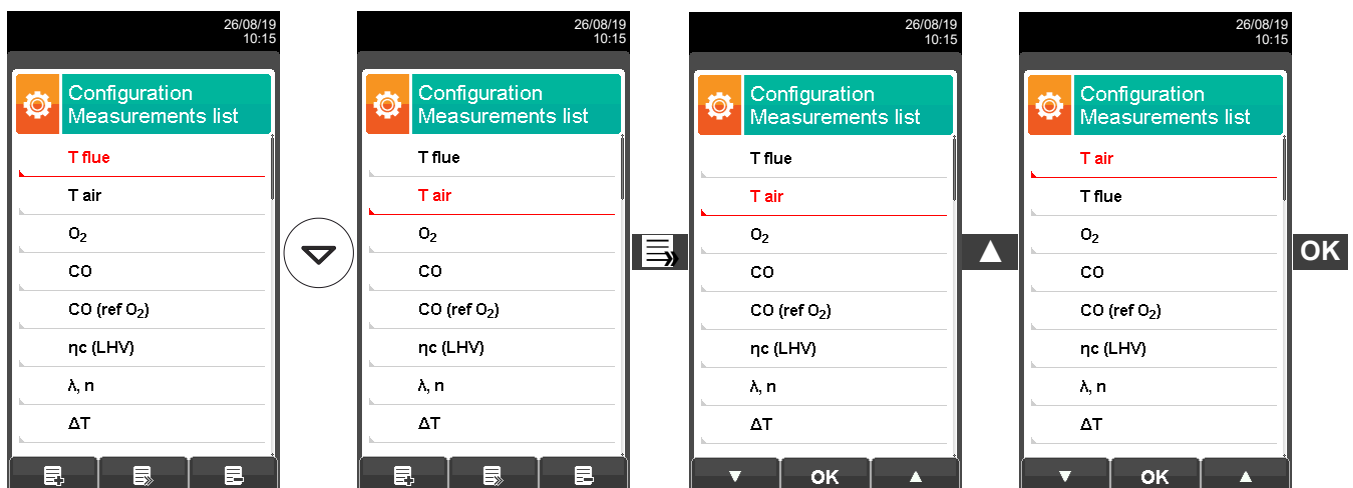 26/08/19
10:15
Configuration
Measurements list
T flue
T air
O₂
CO
CO (ref O₂)
ηc (LHV)
λ, n
ΔT
26/08/19
10:15
Configuration
Measurements list
T flue
T air
O₂
CO
CO (ref O₂)
ηc (LHV)
λ, n
ΔT
26/08/19
10:15
Configuration
Measurements list
T flue
T air
O₂
CO
CO (ref O₂)
ηc (LHV)
λ, n
ΔT
OK
26/08/19
10:15
Configuration
Measurements list
T air
T flue
O₂
CO
CO (ref O₂)
ηc (LHV)
λ, n
ΔT
OK
OK